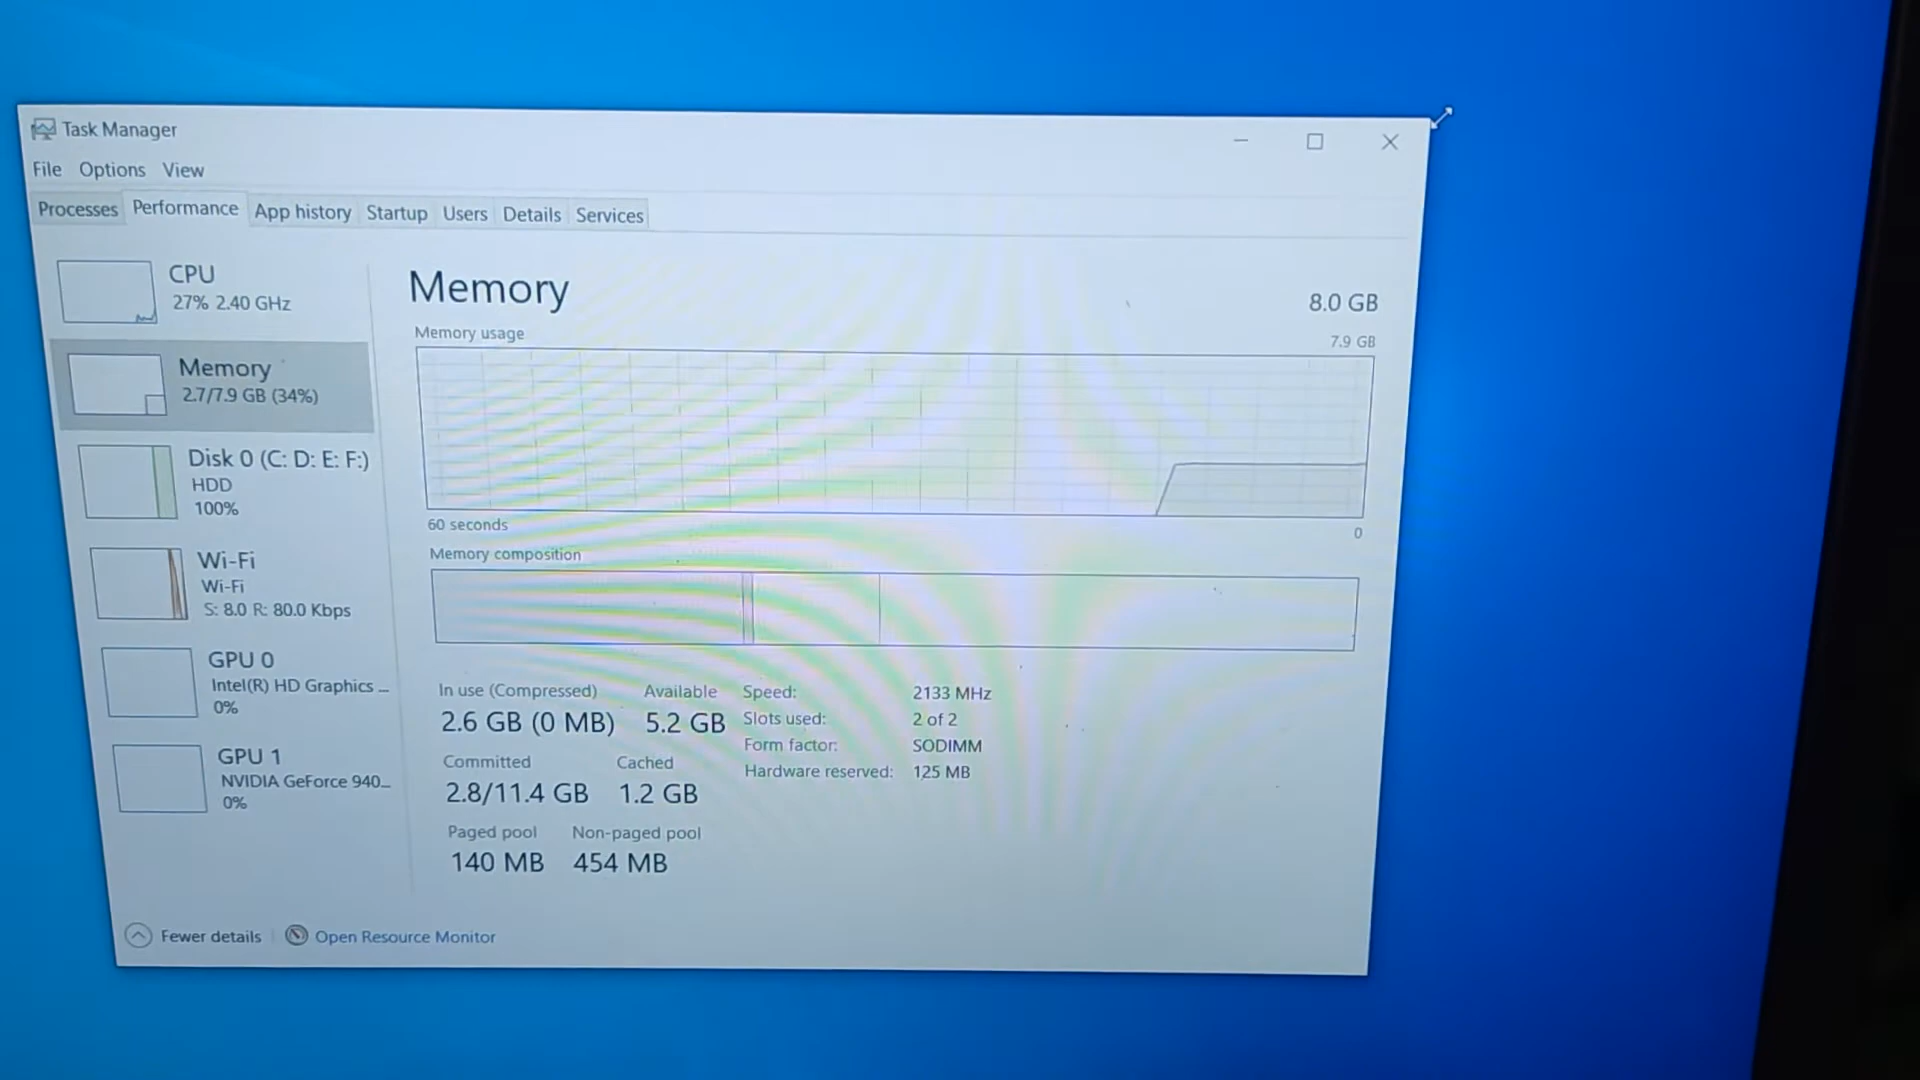 Task Manager
File Options View
Processes Performance App history Startup Users Details Services
CPU
27% 2.40 GHz
Memory
2.7/7.9 GB (34%)
Disk 0 (C: D: E: F:)
HDD
100%
Wi-Fi
Wi-Fi
S: 8.0 R: 80.0 Kbps
GPU 0
Intel(R) HD Graphics ...
0%
GPU 1
NVIDIA GeForce 940...
0%
Memory 8.0 GB
Memory usage 7.9 GB
60 seconds 0
Memory composition
In use (Compressed) Available
2.6 GB (0 MB) 5.2 GB
Committed Cached
2.8/11.4 GB 1.2 GB
Paged pool Non-paged pool
140 MB 454 MB
Speed: 2133 MHz
Slots used: 2 of 2
Form factor: SODIMM
Hardware reserved: 125 MB
Fewer details Open Resource Monitor